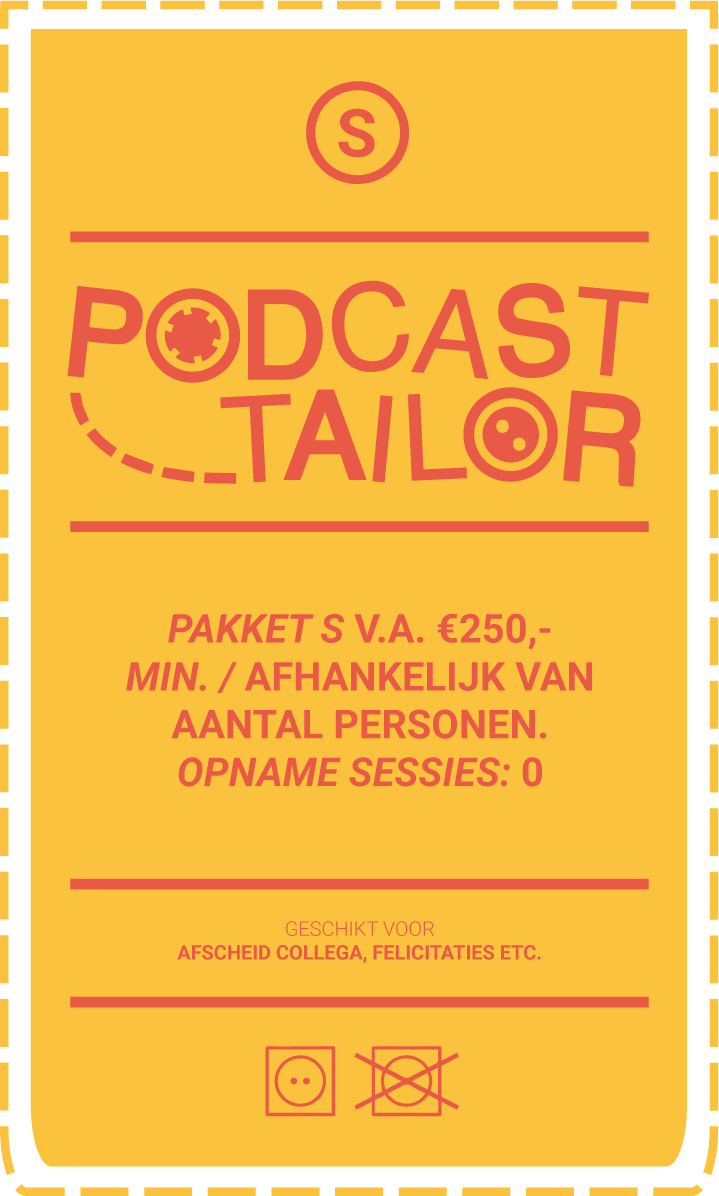 S
PODCAST
TAILOR
PAKKET S V.A. €250,-
MIN. / AFHANKELIJK VAN
AANTAL PERSONEN.
OPNAME SESSIES: 0
GESCHIKT VOOR
AFSCHEID COLLEGA, FELICITATIES ETC.